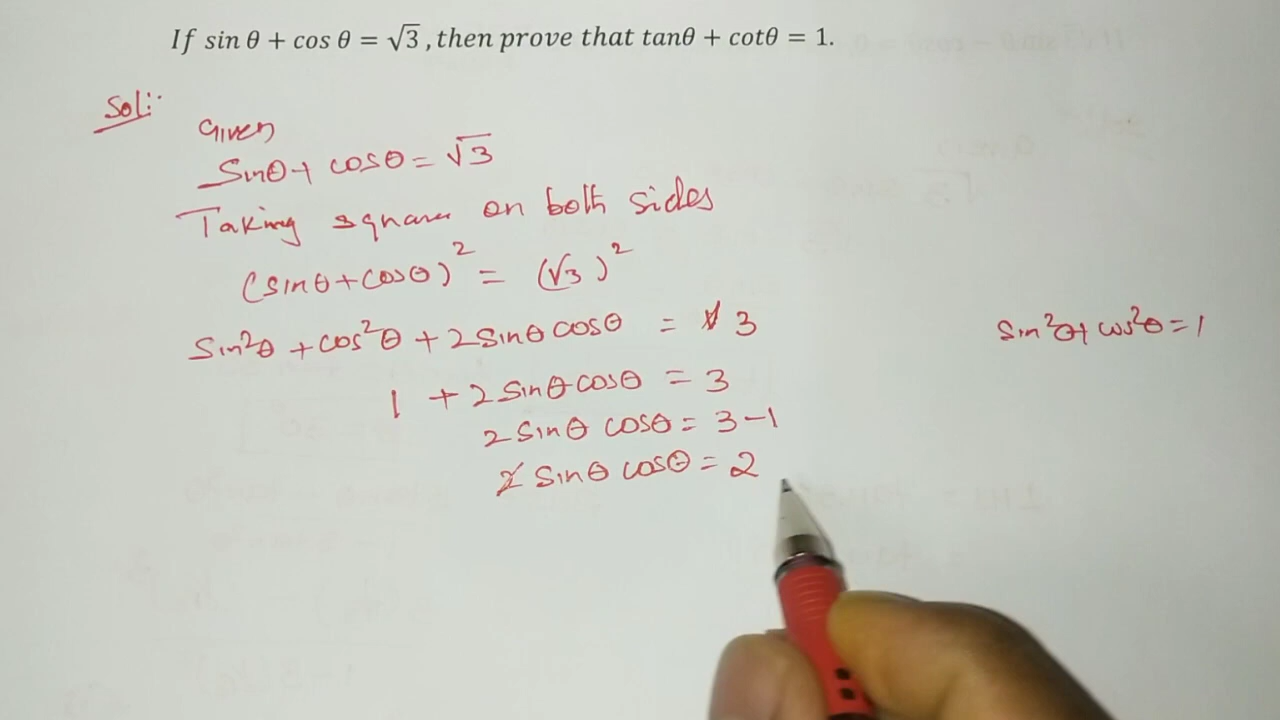 If sin θ + cos θ = √3, then prove that tanθ + cotθ = 1.
Sol:-
Given
Sinθ + cosθ = √3
Taking square on both sides
(sinθ + cosθ)² = (√3)²
Sin²θ + cos²θ + 2 sinθ cosθ = 3
Sin²θ + cos²θ = 1
1 + 2 sinθ cosθ = 3
2 sinθ cosθ = 3 - 1
2 sinθ cosθ = 2